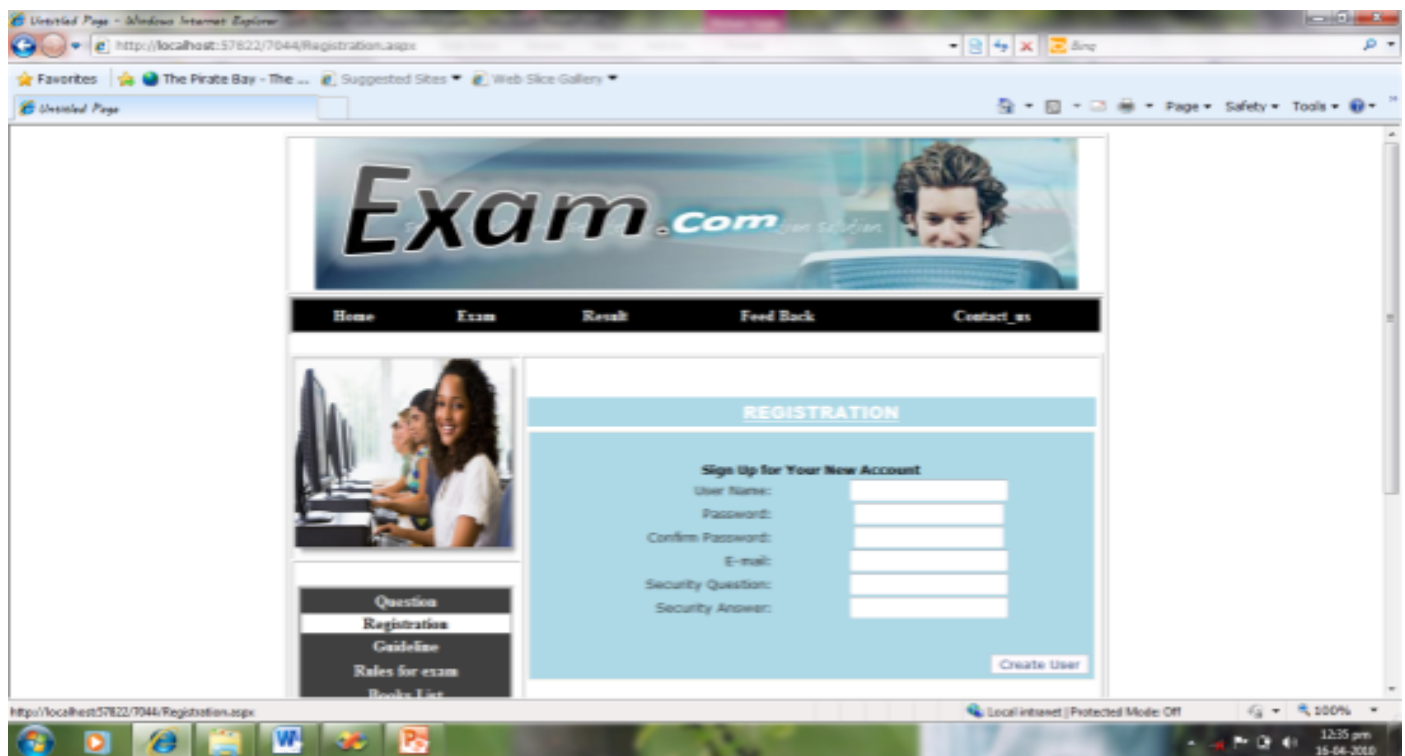 Untitled Page - Windows Internet Explorer
http://localhost:57822/7044/Registration.aspx
Bing
Favorites The Pirate Bay - The ... Suggested Sites Web Slice Gallery
Untitled Page
Page Safety Tools
Exam.Com
Home Exam Result Feed Back Contact_us
REGISTRATION
Sign Up for Your New Account
User Name:
Password:
Confirm Password:
E-mail:
Security Question:
Security Answer:
Create User
Question
Registration
Guideline
Rules for exam
Books List
http://localhost:57822/7044/Registration.aspx
Local intranet | Protected Mode: Off
100%
12:35 pm
16-04-2010